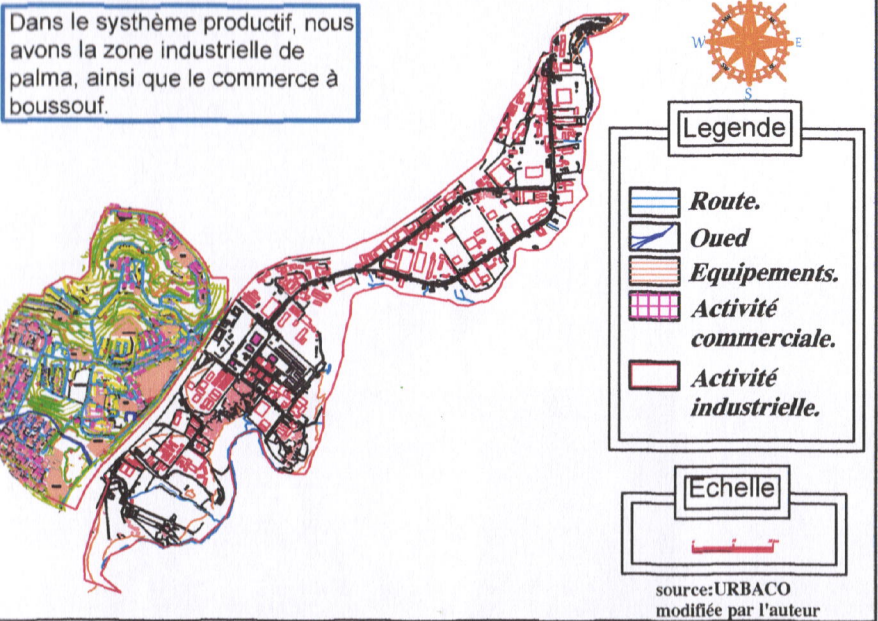 Dans le systhème productif, nous
avons la zone industrielle de
palma, ainsi que le commerce à
boussouf.
W
E
S
Legende
Route.
Oued
Equipements.
Activité
commerciale.
Activité
industrielle.
Echelle
source:URBACO
modifiée par l'auteur